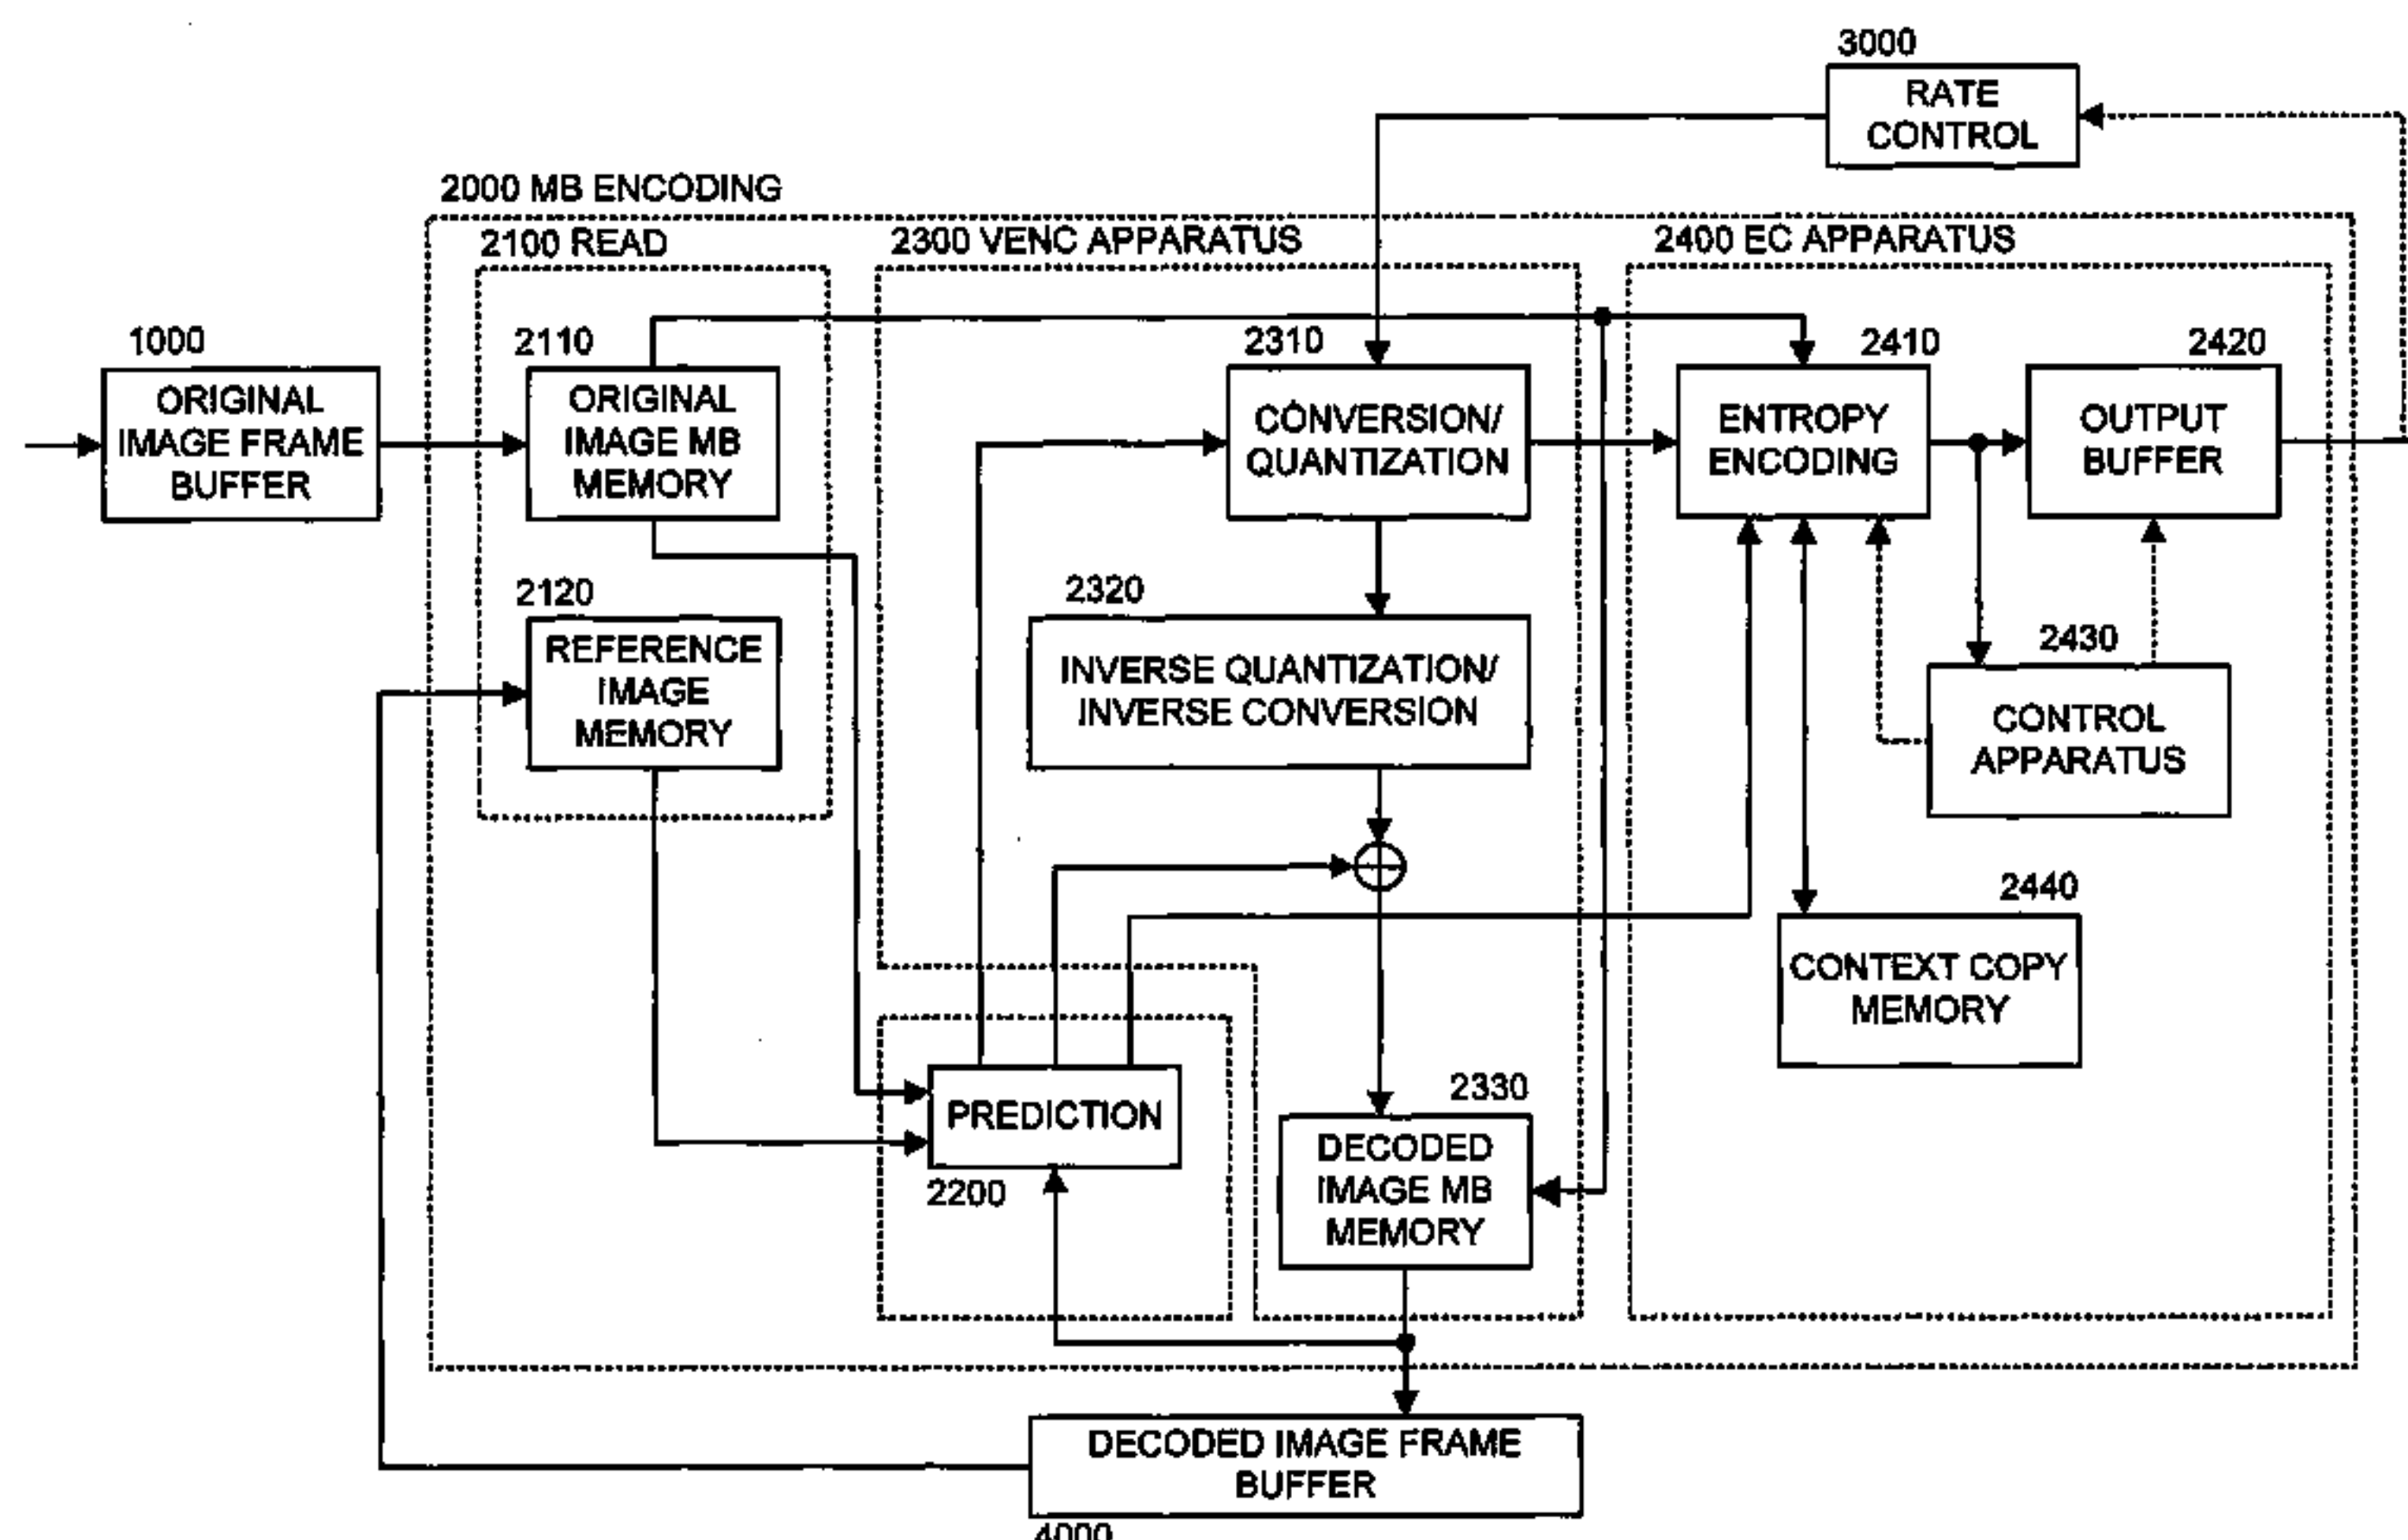 3000
RATE
CONTROL
2000 MB ENCODING
2100 READ
2300 VENC APPARATUS
2400 EC APPARATUS
1000
ORIGINAL
IMAGE FRAME
BUFFER
2110
ORIGINAL
IMAGE MB
MEMORY
2310
CONVERSION/
QUANTIZATION
2410
ENTROPY
ENCODING
2420
OUTPUT
BUFFER
2120
REFERENCE
IMAGE
MEMORY
2320
INVERSE QUANTIZATION/
INVERSE CONVERSION
2430
CONTROL
APPARATUS
2440
CONTEXT COPY
MEMORY
PREDICTION
2200
2330
DECODED
IMAGE MB
MEMORY
DECODED IMAGE FRAME
BUFFER
4000